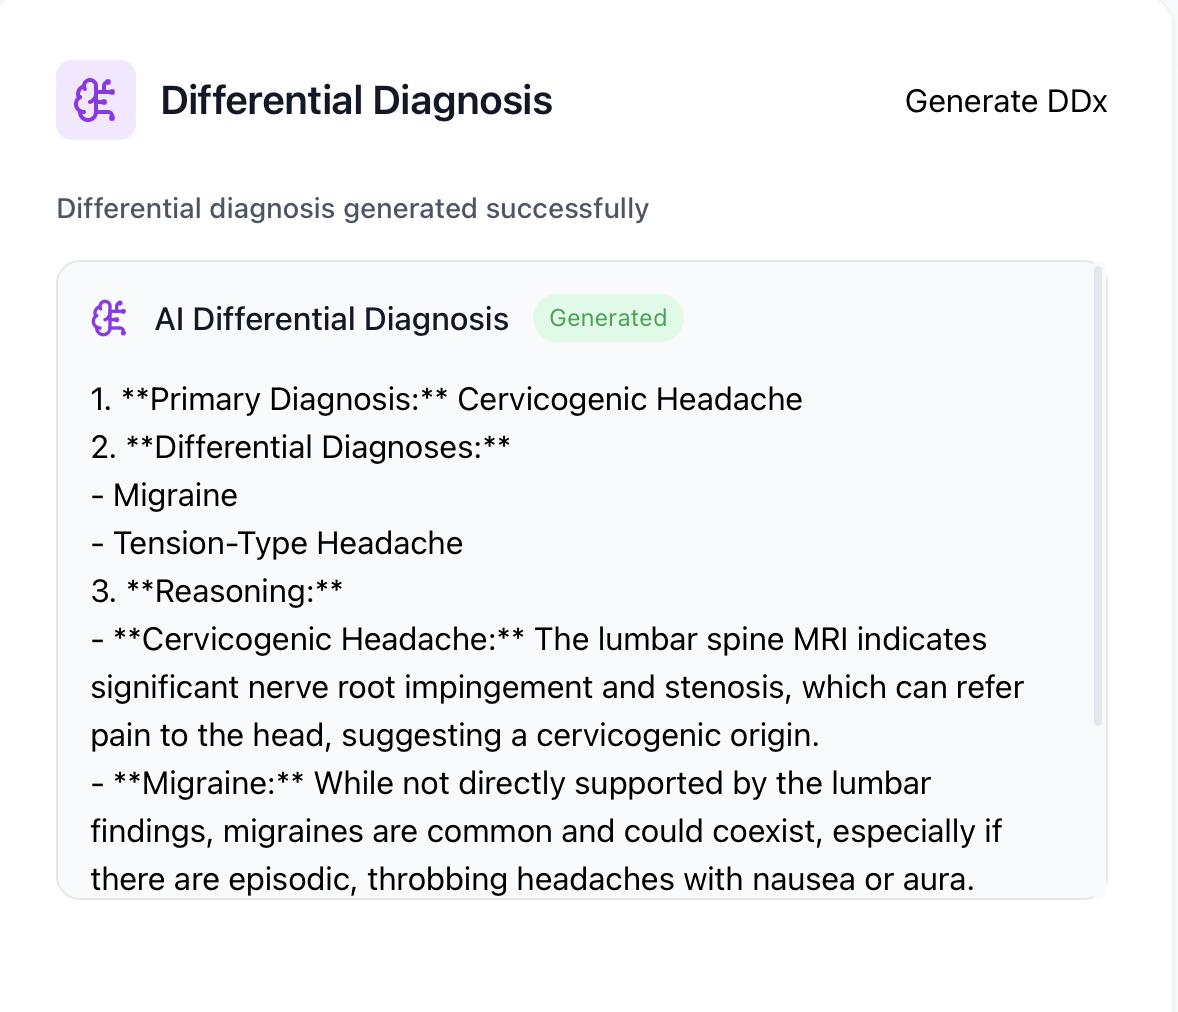 Differential Diagnosis
Generate DDx
Differential diagnosis generated successfully
AI Differential Diagnosis
Generated
1. **Primary Diagnosis:** Cervicogenic Headache
2. **Differential Diagnoses:**
- Migraine
- Tension-Type Headache
3. **Reasoning:**
- **Cervicogenic Headache:** The lumbar spine MRI indicates
significant nerve root impingement and stenosis, which can refer
pain to the head, suggesting a cervicogenic origin.
- **Migraine:** While not directly supported by the lumbar
findings, migraines are common and could coexist, especially if
there are episodic, throbbing headaches with nausea or aura.